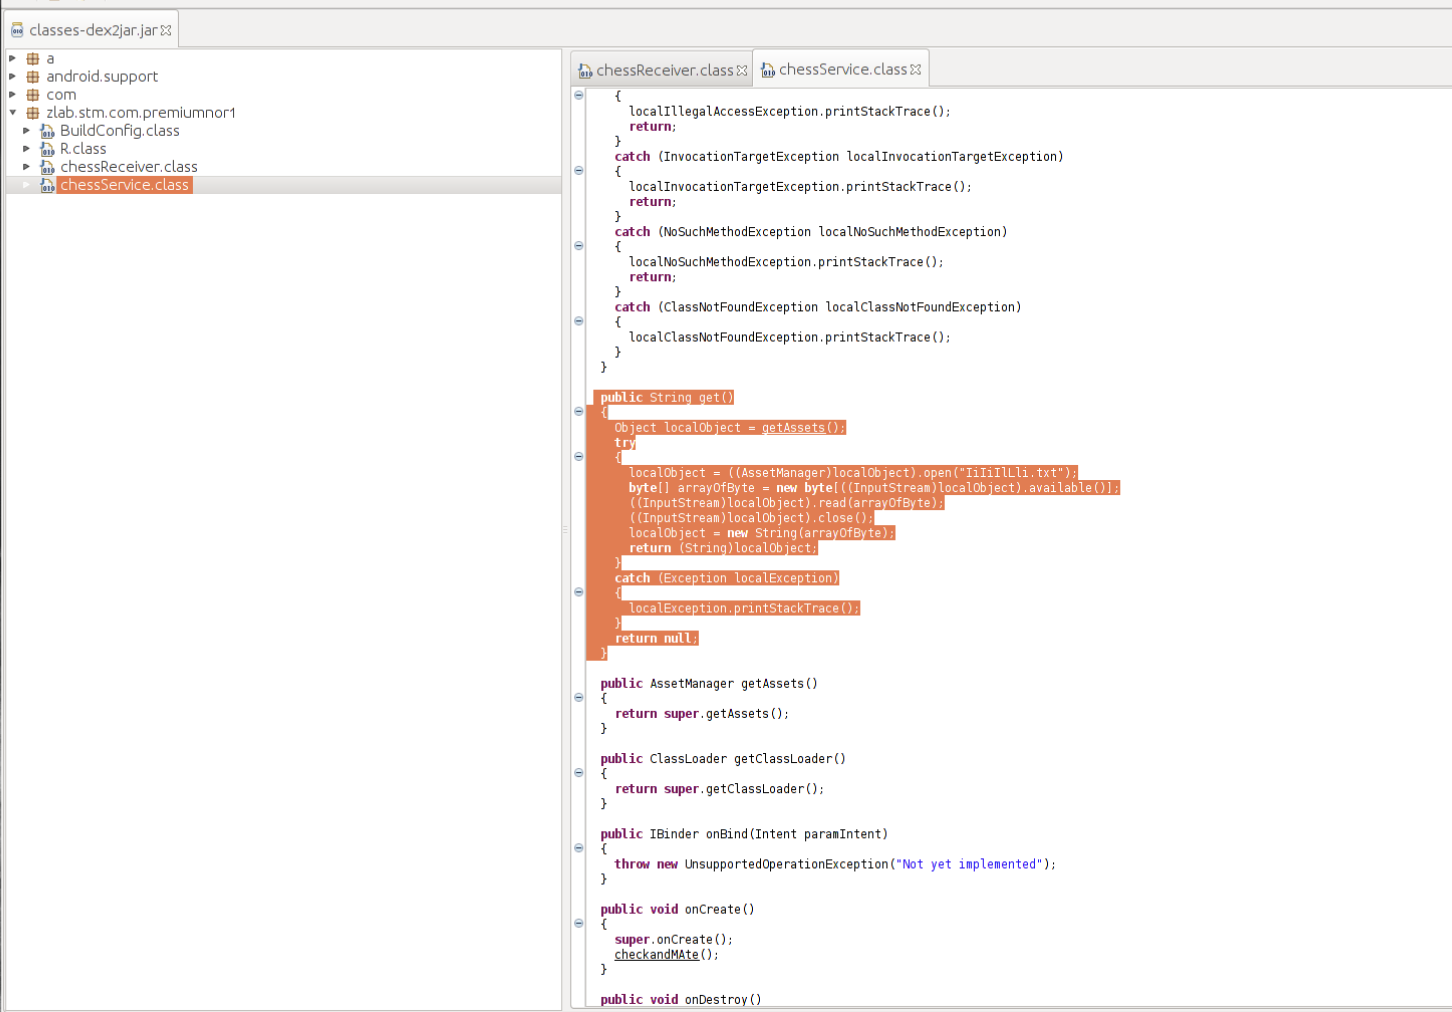 classes-dex2jar.jar
a
android.support
com
zlab.stm.com.premiumnor1
BuildConfig.class
R.class
chessReceiver.class
chessService.class
chessReceiver.class
chessService.class
{
localIllegalAccessException.printStackTrace();
return;
}
catch (InvocationTargetException localInvocationTargetException)
{
localInvocationTargetException.printStackTrace();
return;
}
catch (NoSuchMethodException localNoSuchMethodException)
{
localNoSuchMethodException.printStackTrace();
return;
}
catch (ClassNotFoundException localClassNotFoundException)
{
localClassNotFoundException.printStackTrace();
}
}
public String get()
{
Object localObject = getAssets();
try
{
localObject = ((AssetManager)localObject).open("IiIiIlLli.txt");
byte[] arrayOfByte = new byte[((InputStream)localObject).available()];
((InputStream)localObject).read(arrayOfByte);
((InputStream)localObject).close();
localObject = new String(arrayOfByte);
return (String)localObject;
}
catch (Exception localException)
{
localException.printStackTrace();
}
return null;
}
public AssetManager getAssets()
{
return super.getAssets();
}
public ClassLoader getClassLoader()
{
return super.getClassLoader();
}
public IBinder onBind(Intent paramIntent)
{
throw new UnsupportedOperationException("Not yet implemented");
}
public void onCreate()
{
super.onCreate();
checkandMAte();
}
public void onDestroy()